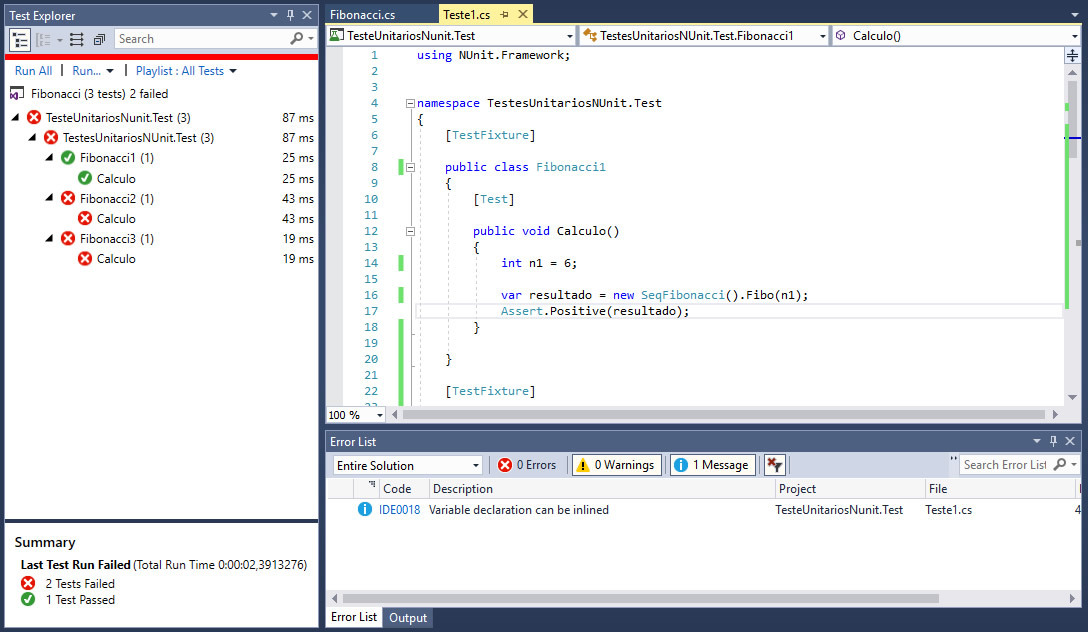 Test Explorer
Search
Run All | Run... | Playlist : All Tests
Fibonacci (3 tests) 2 failed
TesteUnitariosNunit.Test (3) 87 ms
TestesUnitariosNUnit.Test (3) 87 ms
Fibonacci1 (1) 25 ms
Calculo 25 ms
Fibonacci2 (1) 43 ms
Calculo 43 ms
Fibonacci3 (1) 19 ms
Calculo 19 ms
Summary
Last Test Run Failed (Total Run Time 0:00:02,3913276)
2 Tests Failed
1 Test Passed
Fibonacci.cs Teste1.cs
TesteUnitariosNunit.Test TestesUnitariosNUnit.Test.Fibonacci1 Calculo()
1 using NUnit.Framework;
2
3
4 namespace TestesUnitariosNUnit.Test
5 {
6 [TestFixture]
7
8 public class Fibonacci1
9 {
10 [Test]
11
12 public void Calculo()
13 {
14 int n1 = 6;
15
16 var resultado = new SeqFibonacci().Fibo(n1);
17 Assert.Positive(resultado);
18 }
19
20 }
21
22 [TestFixture]
100 %
Error List
Entire Solution 0 Errors 0 Warnings 1 Message Search Error List
Code Description Project File
IDE0018 Variable declaration can be inlined TesteUnitariosNunit.Test Teste1.cs 4
Error List Output